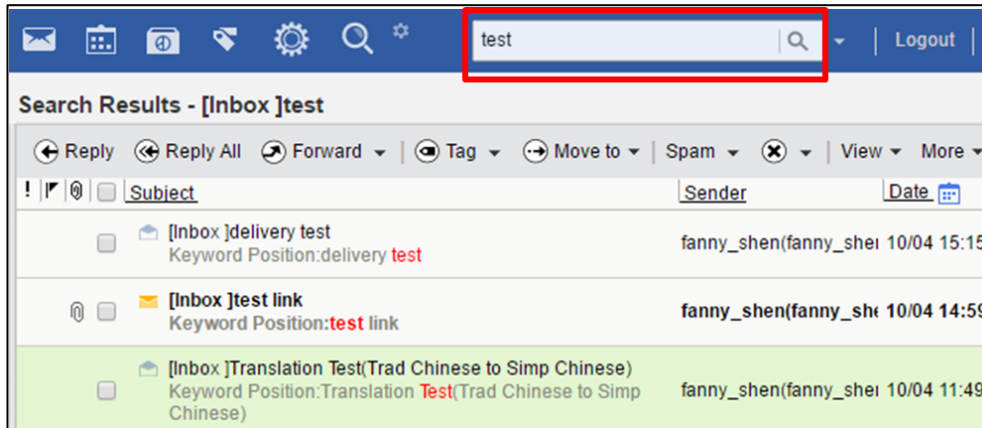 test
Logout
Search Results - [Inbox ]test
Reply Reply All Forward Tag Move to Spam View More
! Subject Sender Date
[Inbox ]delivery test
Keyword Position:delivery test
fanny_shen(fanny_shei 10/04 15:15
[Inbox ]test link
Keyword Position:test link
fanny_shen(fanny_she 10/04 14:59
[Inbox ]Translation Test(Trad Chinese to Simp Chinese)
Keyword Position:Translation Test(Trad Chinese to Simp
Chinese)
fanny_shen(fanny_shei 10/04 11:49